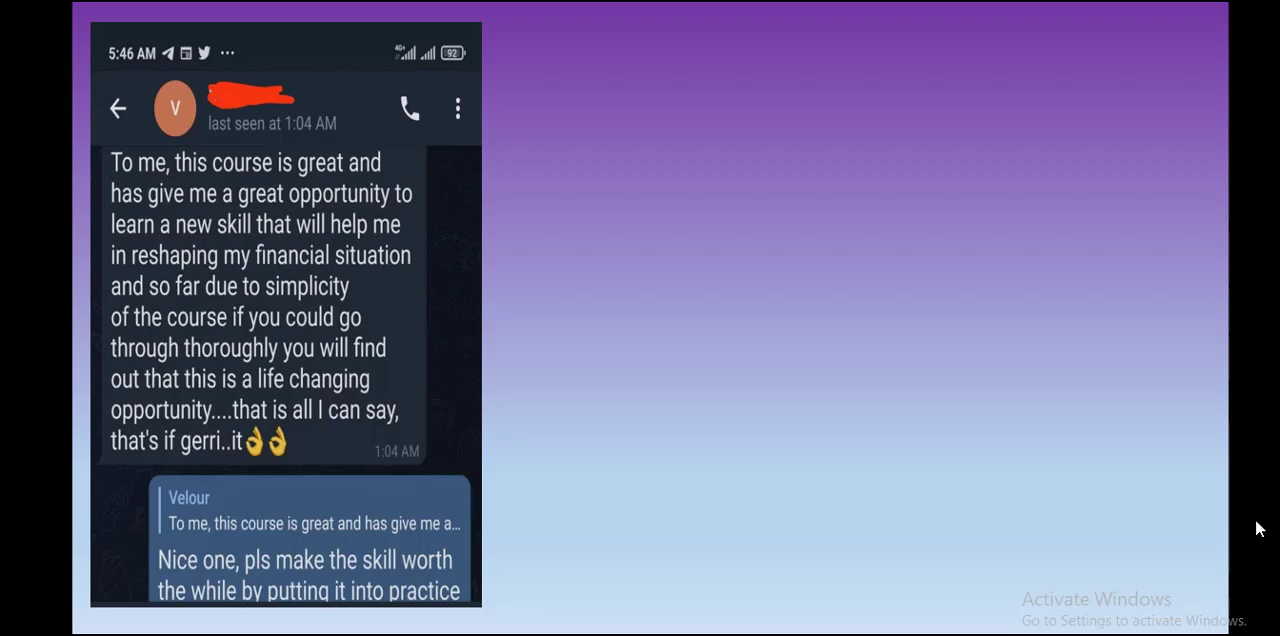 5:46 AM
4G+
92
V
last seen at 1:04 AM
To me, this course is great and
has give me a great opportunity to
learn a new skill that will help me
in reshaping my financial situation
and so far due to simplicity
of the course if you could go
through thoroughly you will find
out that this is a life changing
opportunity....that is all I can say,
that's if gerri..it👌👌
1:04 AM
Velour
To me, this course is great and has give me a...
Nice one, pls make the skill worth
the while by putting it into practice
Activate Windows
Go to Settings to activate Windows.